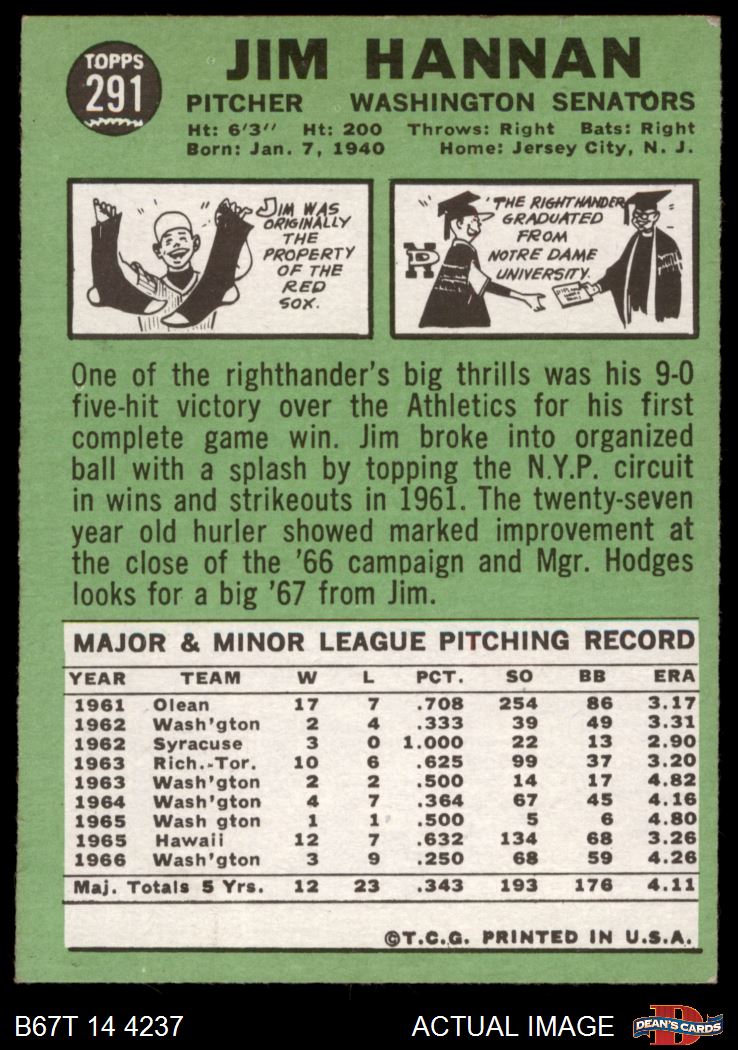 TOPPS
291
JIM HANNAN
PITCHER WASHINGTON SENATORS
Ht: 6'3" Ht: 200 Throws: Right Bats: Right
Born: Jan. 7, 1940 Home: Jersey City, N. J.
JIM WAS
ORIGINALLY
THE
PROPERTY
OF THE
RED
SOX.
THE RIGHTHANDER
GRADUATED
FROM
NOTRE DAME
UNIVERSITY.
One of the righthander's big thrills was his 9-0
five-hit victory over the Athletics for his first
complete game win. Jim broke into organized
ball with a splash by topping the N.Y.P. circuit
in wins and strikeouts in 1961. The twenty-seven
year old hurler showed marked improvement at
the close of the '66 campaign and Mgr. Hodges
looks for a big '67 from Jim.
MAJOR & MINOR LEAGUE PITCHING RECORD
YEAR TEAM W L PCT. SO BB ERA
1961 Olean 17 7 .708 254 86 3.17
1962 Wash'gton 2 4 .333 39 49 3.31
1962 Syracuse 3 0 1.000 22 13 2.90
1963 Rich.-Tor. 10 6 .625 99 37 3.20
1963 Wash'gton 2 2 .500 14 17 4.82
1964 Wash'gton 4 7 .364 67 45 4.16
1965 Wash gton 1 1 .500 5 6 4.80
1965 Hawaii 12 7 .632 134 68 3.26
1966 Wash'gton 3 9 .250 68 59 4.26
Maj. Totals 5 Yrs. 12 23 .343 193 176 4.11
©T.C.G. PRINTED IN U.S.A.
B67T 14 4237 ACTUAL IMAGE
DEAN'S CARDS